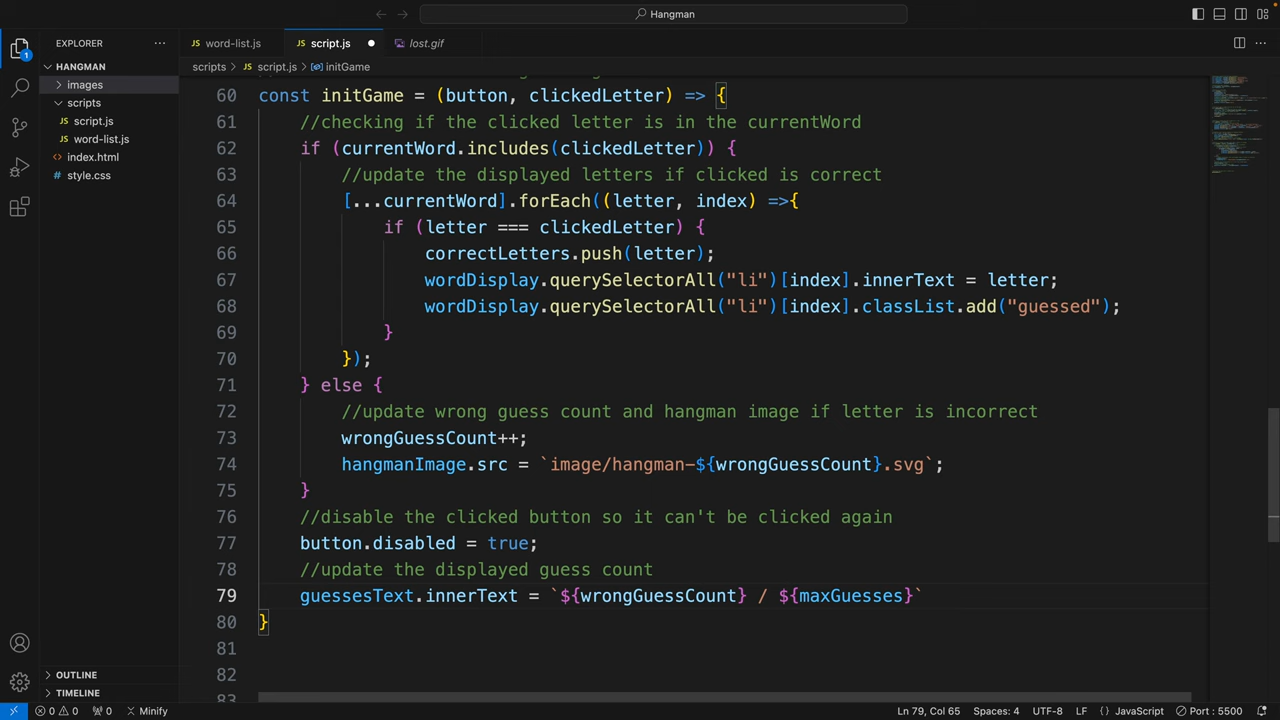 Hangman
EXPLORER
HANGMAN
images
scripts
script.js
word-list.js
index.html
style.css
OUTLINE
TIMELINE
word-list.js
script.js
lost.gif
scripts > script.js > initGame
60 const initGame = (button, clickedLetter) => {
61 //checking if the clicked letter is in the currentWord
62 if (currentWord.includes(clickedLetter)) {
63 //update the displayed letters if clicked is correct
64 [...currentWord].forEach((letter, index) =>{
65 if (letter === clickedLetter) {
66 correctLetters.push(letter);
67 wordDisplay.querySelectorAll("li")[index].innerText = letter;
68 wordDisplay.querySelectorAll("li")[index].classList.add("guessed");
69 }
70 });
71 } else {
72 //update wrong guess count and hangman image if letter is incorrect
73 wrongGuessCount++;
74 hangmanImage.src = `image/hangman-${wrongGuessCount}.svg`;
75 }
76 //disable the clicked button so it can't be clicked again
77 button.disabled = true;
78 //update the displayed guess count
79 guessesText.innerText = `${wrongGuessCount} / ${maxGuesses}`
80 }
81
82
83
0 0 0 Minify
Ln 79, Col 65 Spaces: 4 UTF-8 LF {} JavaScript Port : 5500